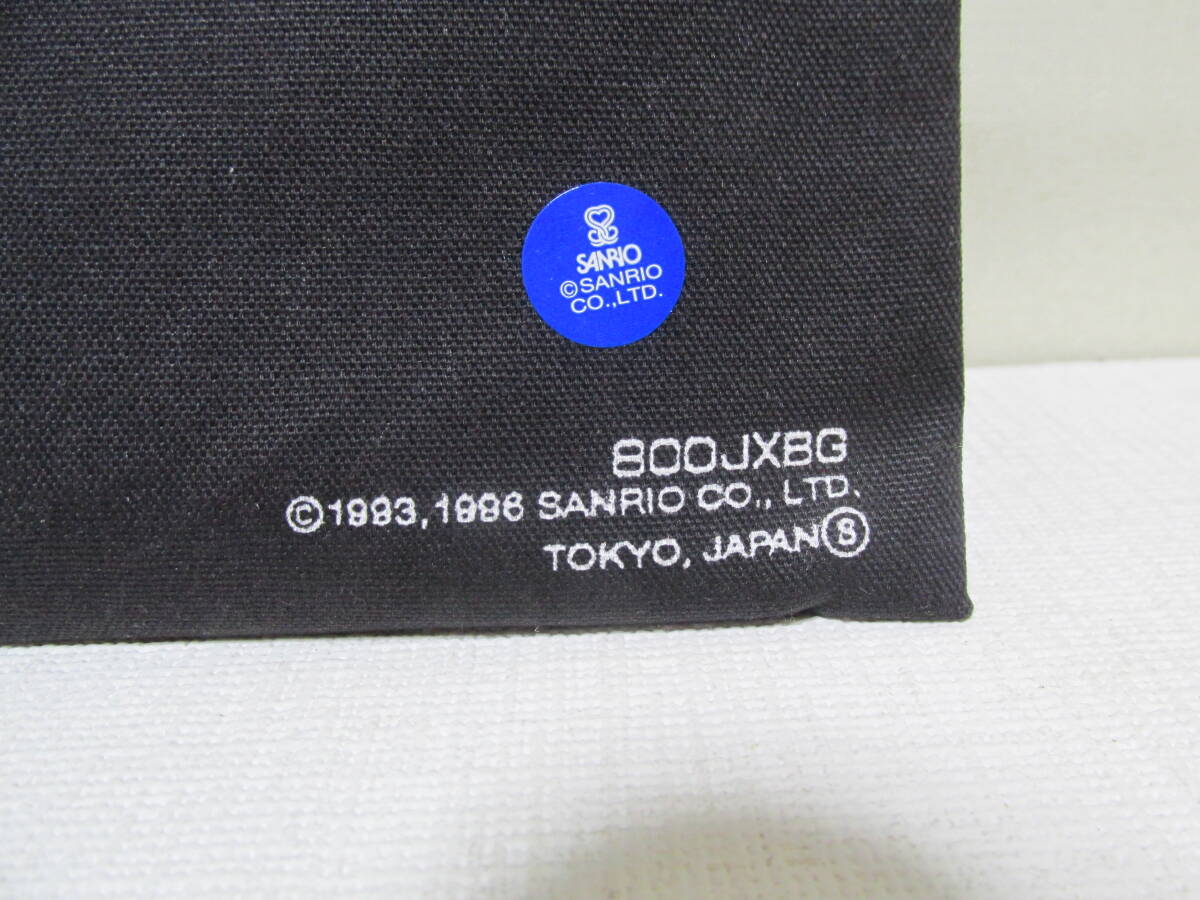 SANRIO
©SANRIO
CO.,LTD.
800JXBG
©1993,1996 SANRIO CO., LTD.
TOKYO, JAPAN Ⓢ